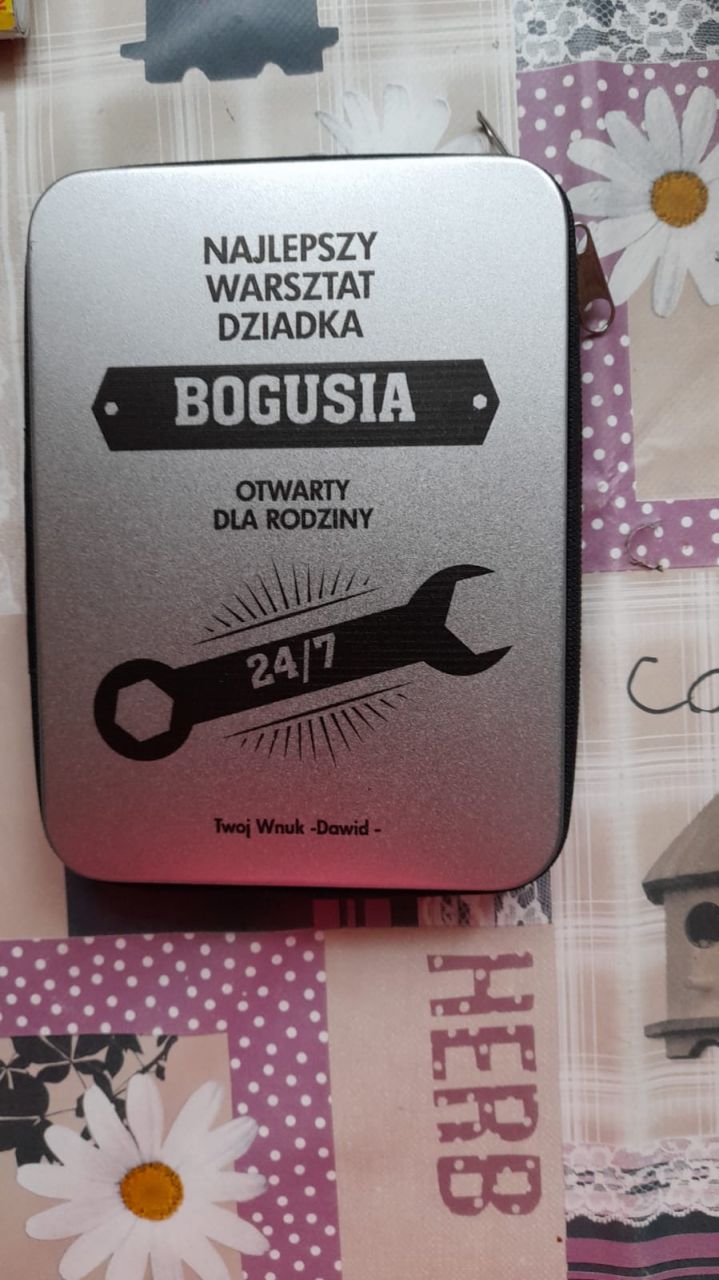 NAJLEPSZY
WARSZTAT
DZIADKA
BOGUSIA
OTWARTY
DLA RODZINY
24/7
Twoj Wnuk -Dawid -
HERB